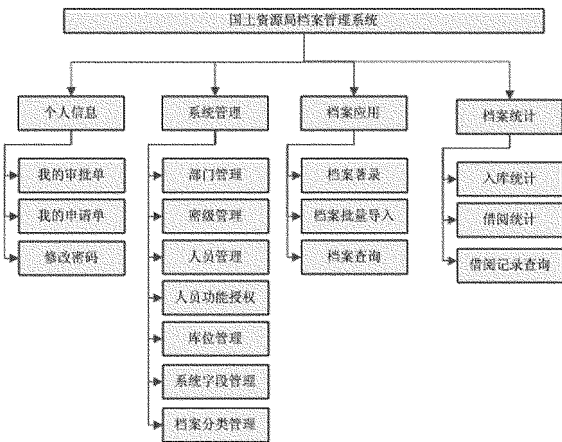 国土资源局档案管理系统
个人信息
系统管理
档案应用
档案统计
我的审批单
我的申请单
修改密码
部门管理
密级管理
人员管理
人员功能授权
库位管理
系统字段管理
档案分类管理
档案著录
档案批量导入
档案查询
入库统计
借阅统计
借阅记录查询